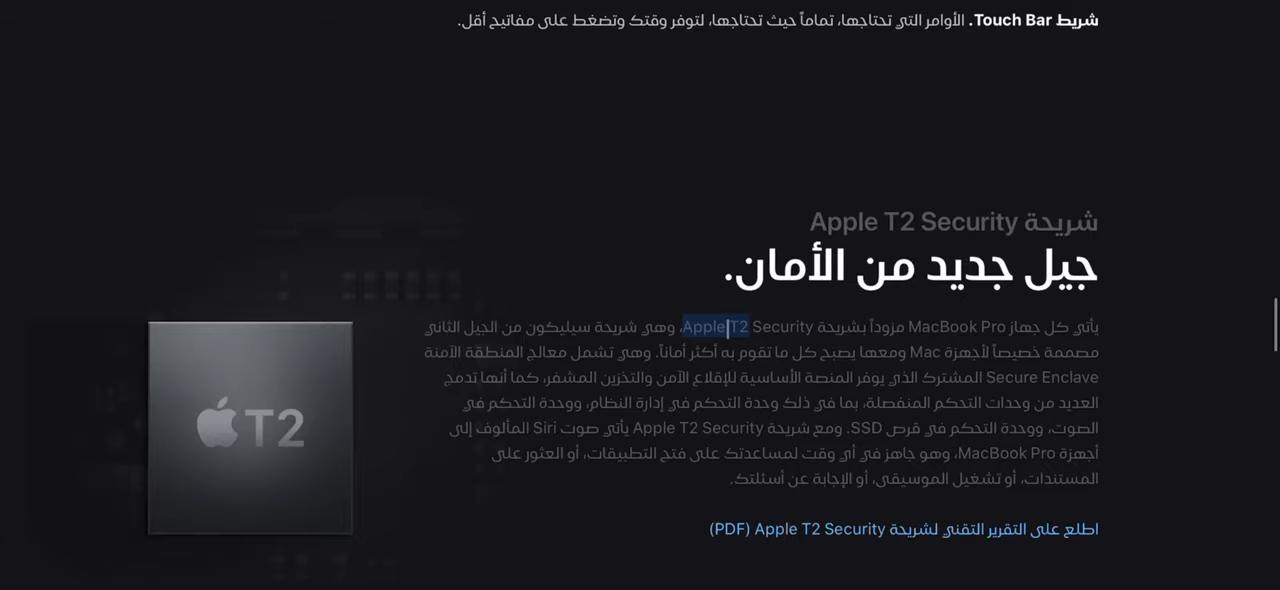 شريط Touch Bar. الأوامر التي تحتاجها، تماماً حيث تحتاجها، لتوفر وقتك وتضغط على مفاتيح أقل.
شريحة Apple T2 Security
جيل جديد من الأمان.
يأتي كل جهاز MacBook Pro مزوداً بشريحة Apple T2 Security، وهي شريحة سيليكون من الجيل الثاني
مصممة خصيصاً لأجهزة Mac ومعها يصبح كل ما تقوم به أكثر أماناً. وهي تشمل معالج المنطقة الآمنة
Secure Enclave المشترك الذي يوفر المنصة الأساسية للإقلاع الآمن والتخزين المشفر، كما أنها تدمج
العديد من وحدات التحكم المنفصلة، بما في ذلك وحدة التحكم في إدارة النظام، ووحدة التحكم في
الصوت، ووحدة التحكم في قرص SSD. ومع شريحة Apple T2 Security يأتي صوت Siri المألوف إلى
أجهزة MacBook Pro، وهو جاهز في أي وقت لمساعدتك على فتح التطبيقات، أو العثور على
المستندات، أو تشغيل الموسيقى، أو الإجابة عن أسئلتك.
اطلع على التقرير التقني لشريحة Apple T2 Security (PDF)
T2